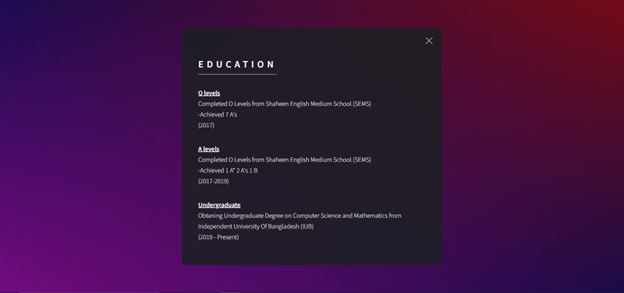 EDUCATION
O levels
Completed O Levels from Shaheen English Medium School (SEMS)
-Achieved 7 A's
(2017)
A levels
Completed O Levels from Shaheen English Medium School (SEMS)
-Achieved 1 A* 2 A's 1 B
(2017-2019)
Undergraduate
Obtaning Undergraduate Degree on Computer Science and Mathematics from
Independent University Of Bangladesh (IUB)
(2019 - Present)